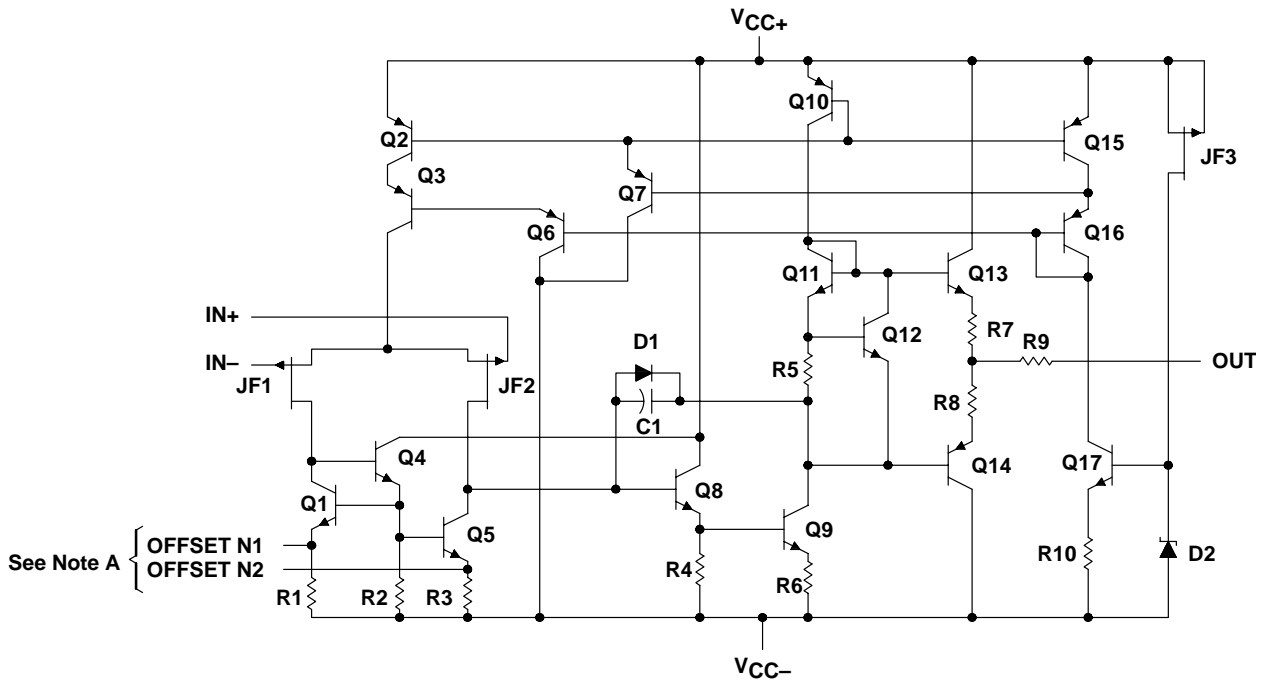 VCC+
Q10
Q2
Q15
JF3
Q3
Q7
Q6
Q16
Q11
Q13
IN+
R7
Q12
R9
D1
IN–
OUT
R5
JF1
JF2
R8
C1
Q4
Q14
Q17
Q8
Q1
Q5
Q9
OFFSET N1
See Note A
OFFSET N2
R10
D2
R4
R6
R1
R2
R3
VCC–